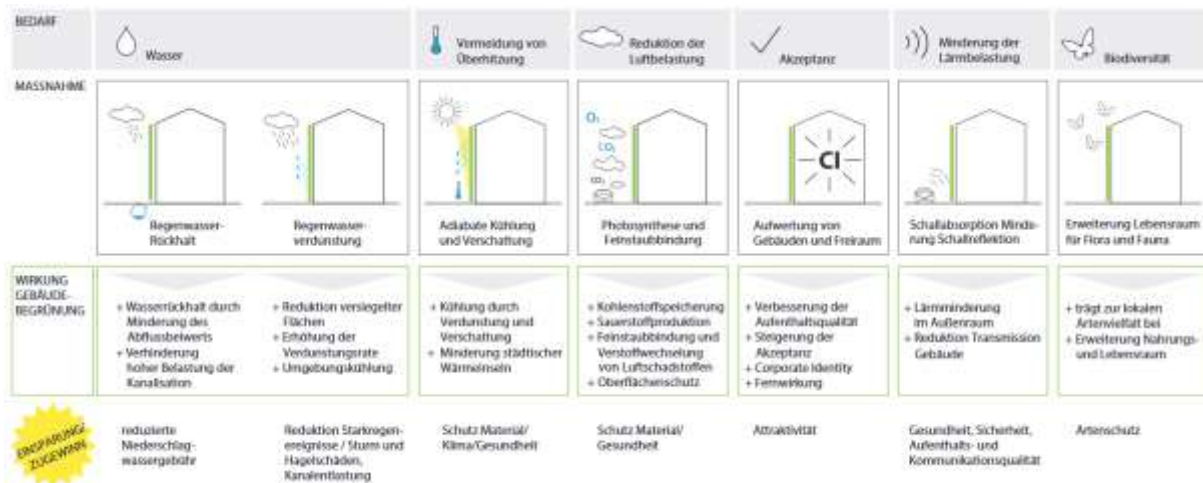 BEDARF
Wasser
Vermeidung von
Überhitzung
Reduktion der
Luftbelastung
Akzeptanz
Minderung der
Lärmbelastung
Biodiversität
MASSNAHME
Regenwasser-
Rückhalt
Regenwasser-
verdunstung
Adiabate Kühlung
und Verschattung
O₂
CO₂
Photosynthese und
Feinstaubbindung
CI
Aufwertung von
Gebäuden und Freiraum
Schallabsorption Minde-
rung Schallreflektion
Erweiterung Lebensraum
für Flora und Fauna
WIRKUNG
GEBÄUDE-
BEGRÜNUNG
+ Wasserrückhalt durch
Minderung des
Abflussbeiwerts
+ Verhinderung
hoher Belastung der
Kanalisation
+ Reduktion versiegelter
Flächen
+ Erhöhung der
Verdunstungsrate
+ Umgebungskühlung
+ Kühlung durch
Verdunstung und
Verschattung
+ Minderung städtischer
Wärmeinseln
+ Kohlenstoffspeicherung
+ Sauerstoffproduktion
+ Feinstaubbindung und
Verstoffwechselung
von Luftschadstoffen
+ Oberflächenschutz
+ Verbesserung der
Aufenthaltsqualität
+ Steigerung der
Akzeptanz
+ Corporate Identity
+ Fernwirkung
+ Lärmminderung
im Außenraum
+ Reduktion Transmission
Gebäude
+ trägt zur lokalen
Artenvielfalt bei
+ Erweiterung Nahrungs-
und Lebensraum
EINSPARUNG/
ZUGEWINN
reduzierte
Niederschlag-
wassergebühr
Reduktion Starkregen-
ereignisse / Sturm und
Hagelschäden,
Kanalentlastung
Schutz Material/
Klima/Gesundheit
Schutz Material/
Gesundheit
Attraktivität
Gesundheit, Sicherheit,
Aufenthalts- und
Kommunikationsqualität
Artenschutz